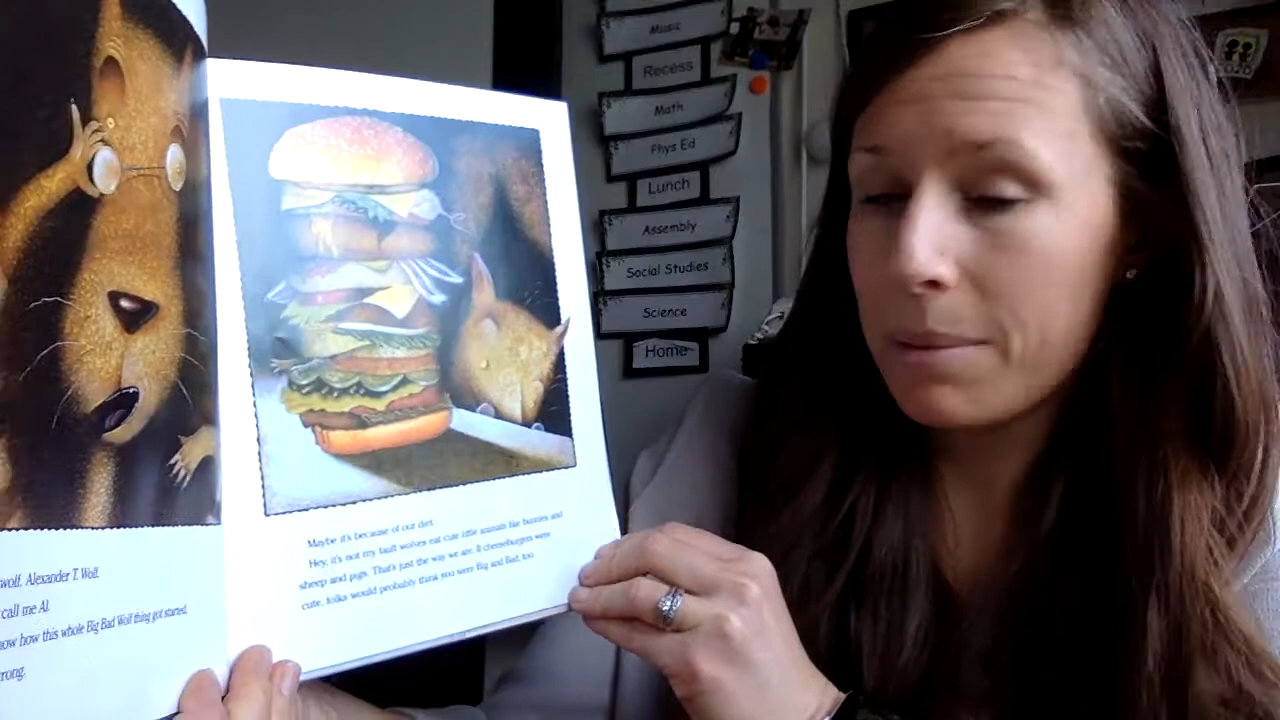 Music
Recess
Math
Phys Ed
Lunch
Assembly
Social Studies
Science
Home
wolf. Alexander T. Wolf.
call me Al.
how this whole Big Bad Wolf thing got started,
wrong.
Maybe it's because of our diet.
Hey, it's not my fault wolves eat cute little animals like bunnies and
sheep and pigs. That's just the way we are. If cheeseburgers were
cute, folks would probably think you were Big and Bad, too.